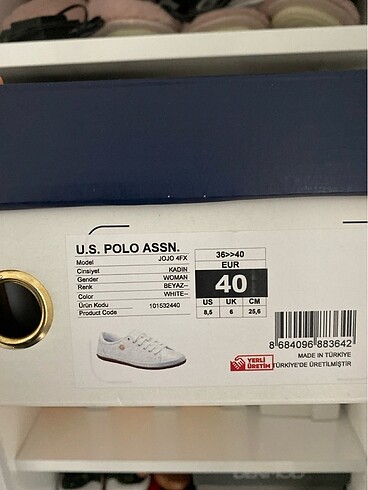 U.S. POLO ASSN.
Model JOJO 4FX
Cinsiyet KADIN
Gender WOMAN
Renk BEYAZ--
Color WHITE--
Ürün Kodu 101532440
Product Code
36>>40
EUR
40
US UK CM
8,5 6 25,6
8 684096 883642
MADE IN TÜRKİYE
YERLİ ÜRETİM TÜRKİYE'DE ÜRETİLMİŞTİR